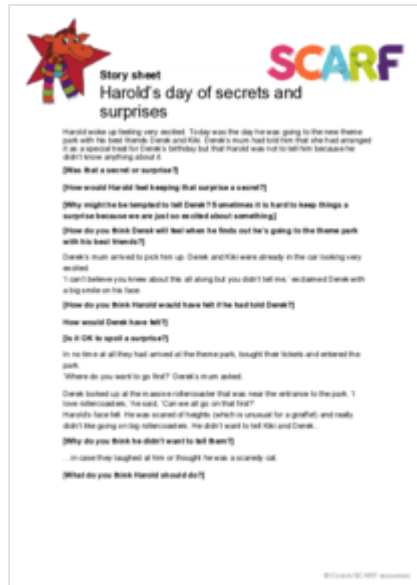 SCARF
Story sheet
Harold's day of secrets and
surprises
Harold woke up feeling very excited. Today was the day he was going to the new theme
park with his best friends Derek and Kiki. Derek's mum had told him that she had arranged
it as a special treat for Derek's birthday but that Harold was not to tell him because he
didn't know anything about it.
[Was that a secret or surprise?]
[How would Harold feel keeping that surprise a secret?]
[Why might he be tempted to tell Derek? Sometimes it is hard to keep things a
surprise because we are just so excited about something.]
[How do you think Derek will feel when he finds out he's going to the theme park
with his best friends?]
Derek's mum arrived to pick him up. Derek and Kiki were already in the car looking very
excited.
'I can't believe you knew about this all along but you didn't tell me,' exclaimed Derek with
a big smile on his face.
[How do you think Harold would have felt if he had told Derek?]
How would Derek have felt?]
[Is it OK to spoil a surprise?]
In no time at all they had arrived at the theme park, bought their tickets and entered the
park.
'Where do you want to go first?' Derek's mum asked.
Derek looked up at the massive rollercoaster that was near the entrance to the park. 'I
love rollercoasters,' he said, 'Can we all go on that first?'
Harold's face fell. He was scared of heights (which is unusual for a giraffe!) and really
didn't like going on big rollercoasters. He didn't want to tell Kiki and Derek...
[Why do you think he didn't want to tell them?]
...in case they laughed at him or thought he was a scaredy cat.
[What do you think Harold should do?]
© Coram SCARF resources